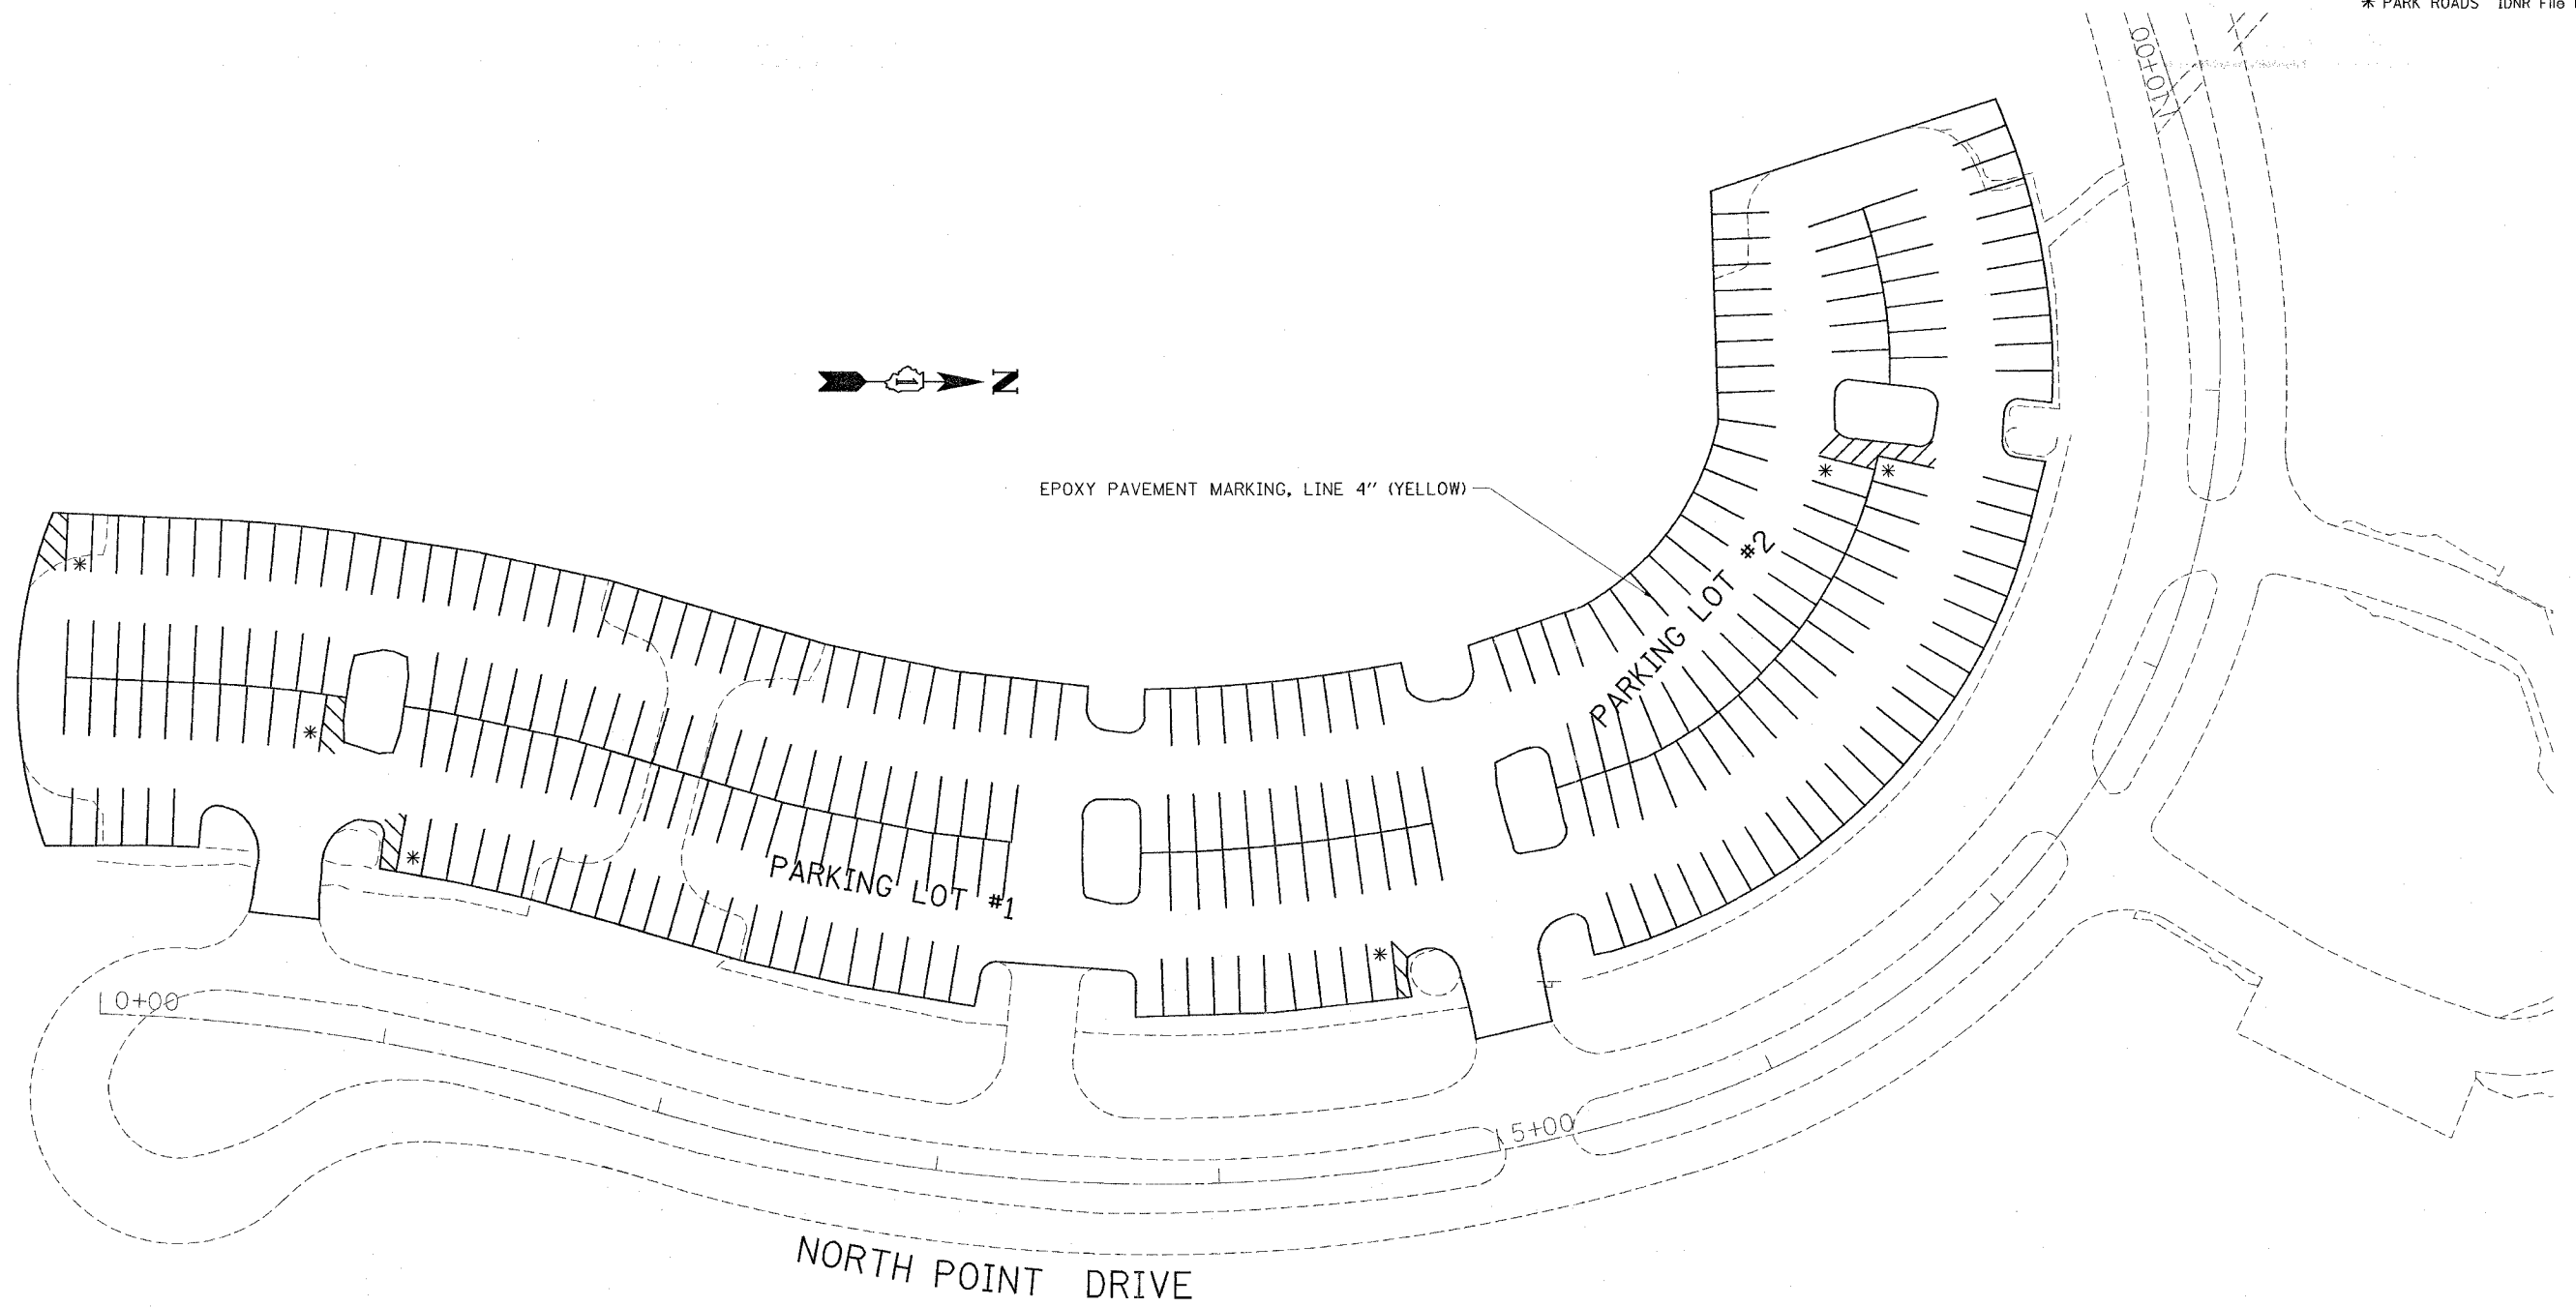 * PARK ROADS IDNR File
10+00
N
EPOXY PAVEMENT MARKING, LINE 4" (YELLOW)
*
*
*
*
*
*
PARKING LOT #2
PARKING LOT #1
0+00
5+00
NORTH POINT DRIVE